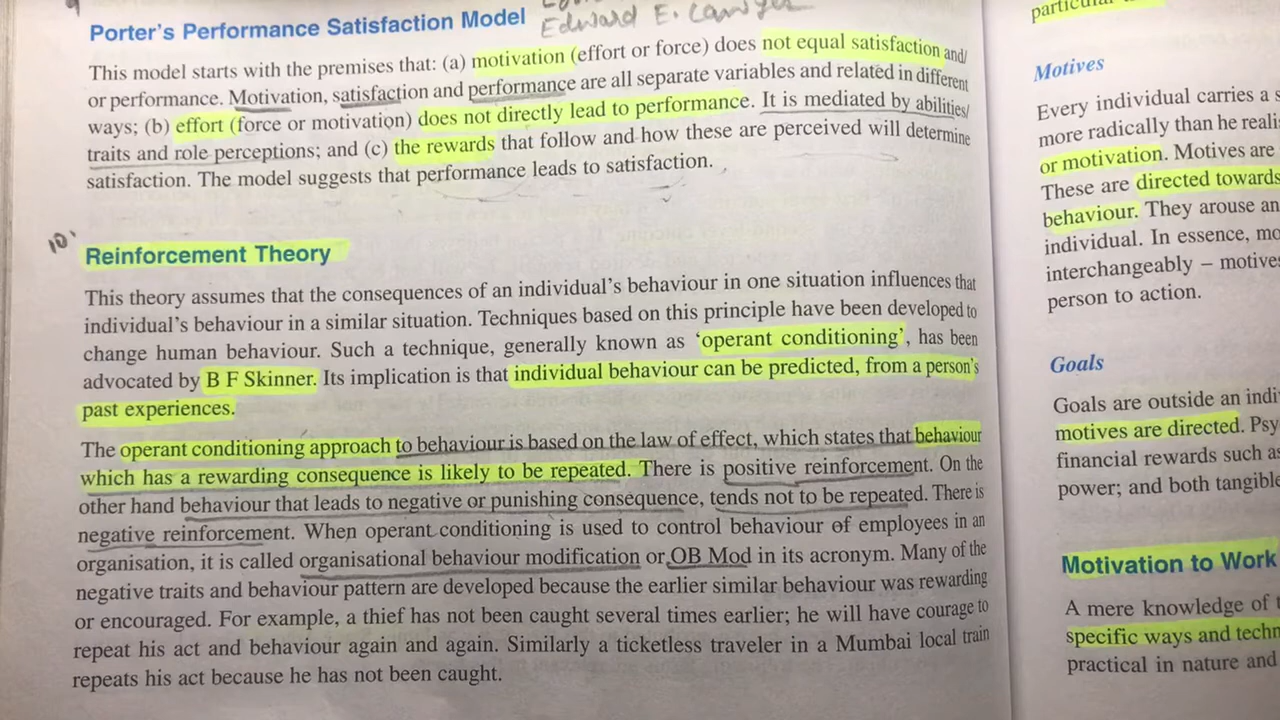 9
Porter's Performance Satisfaction Model
Edward E. Lawler
This model starts with the premises that: (a) motivation (effort or force) does not equal satisfaction and/
or performance. Motivation, satisfaction and performance are all separate variables and related in different
ways; (b) effort (force or motivation) does not directly lead to performance. It is mediated by abilities/
traits and role perceptions; and (c) the rewards that follow and how these are perceived will determine
satisfaction. The model suggests that performance leads to satisfaction.
10.
Reinforcement Theory
This theory assumes that the consequences of an individual's behaviour in one situation influences that
individual's behaviour in a similar situation. Techniques based on this principle have been developed to
change human behaviour. Such a technique, generally known as 'operant conditioning', has been
advocated by B F Skinner. Its implication is that individual behaviour can be predicted, from a person's
past experiences.
The operant conditioning approach to behaviour is based on the law of effect, which states that behaviour
which has a rewarding consequence is likely to be repeated. There is positive reinforcement. On the
other hand behaviour that leads to negative or punishing consequence, tends not to be repeated. There is
negative reinforcement. When operant conditioning is used to control behaviour of employees in an
organisation, it is called organisational behaviour modification or OB Mod in its acronym. Many of the
negative traits and behaviour pattern are developed because the earlier similar behaviour was rewarding
or encouraged. For example, a thief has not been caught several times earlier; he will have courage to
repeat his act and behaviour again and again. Similarly a ticketless traveler in a Mumbai local train
repeats his act because he has not been caught.
particular
Motives
Every individual carries a
more radically than he
or motivation. Motives are
These are directed towards
behaviour. They arouse
individual. In essence,
interchangeably – motives
person to action.
Goals
Goals are outside an
motives are directed.
financial rewards such as
power; and both
Motivation to Work
A mere knowledge of
specific ways and
practical in nature and